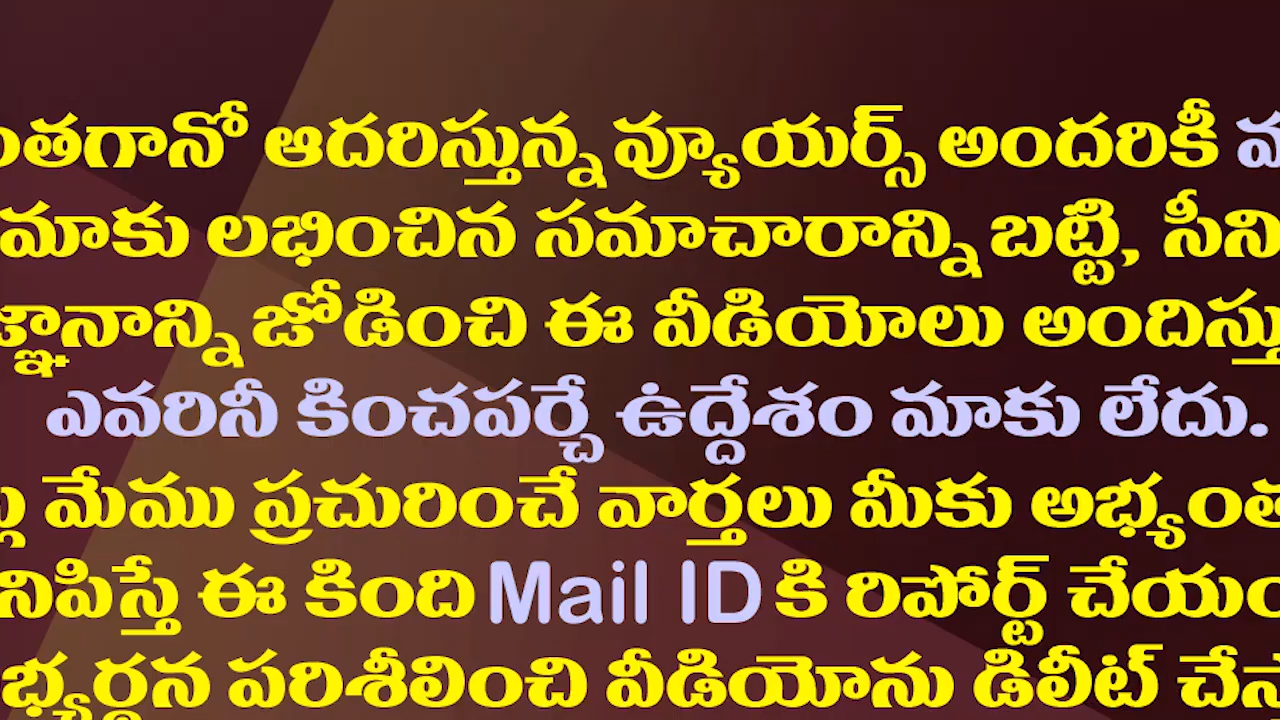 ంతగానో ఆదరిస్తున్న వ్యూయర్స్ అందరికీ
మాకు లభించిన సమాచారాన్ని బట్టి, సీని
జ్ఞానాన్ని జోడించి ఈ వీడియోలు అందిస్తు
ఎవరినీ కించపర్చే ఉద్దేశం మాకు లేదు.
మేము ప్రచురించే వార్తలు మీకు అభ్యంత
నిపిస్తే ఈ కింది Mail ID కి రిపోర్ట్ చేయం
భ్యర్థన పరిశీలించి వీడియోను డిలీట్ చేస